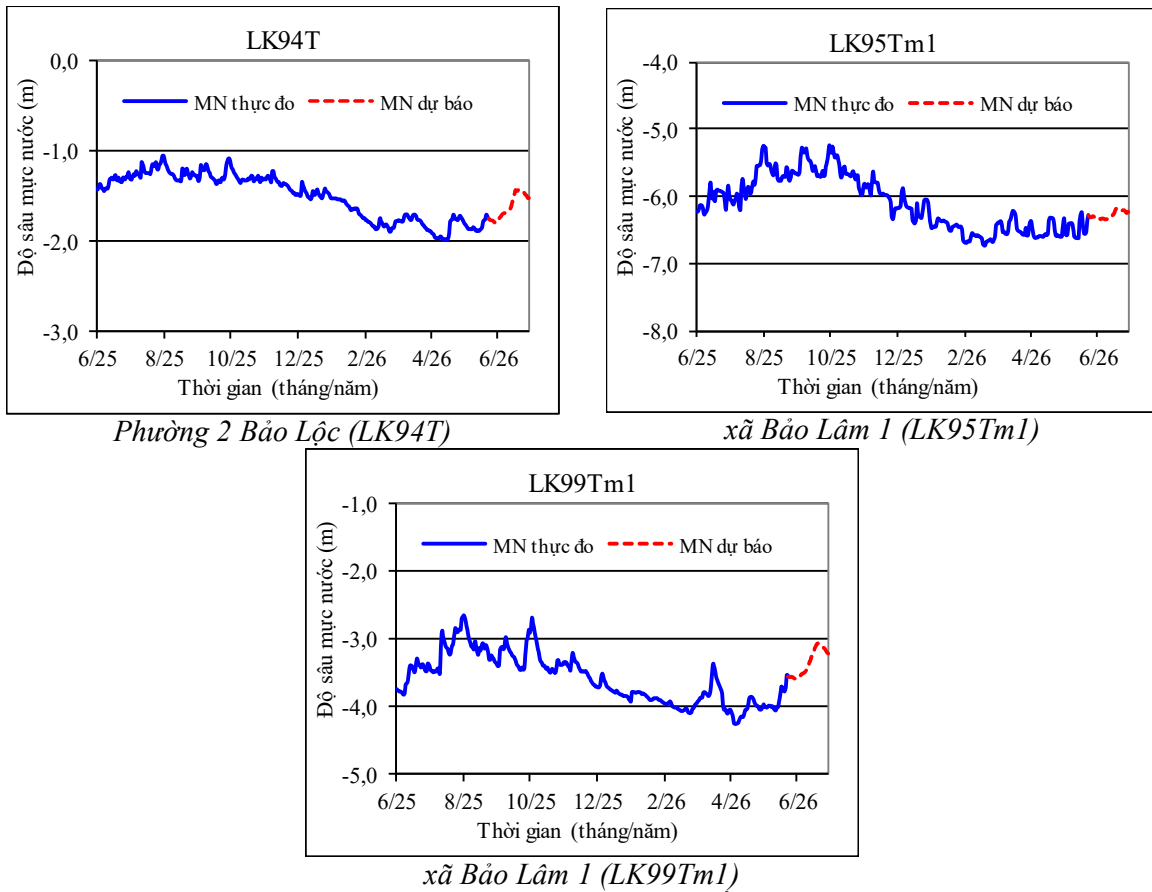 LK94T
0,0
-1,0
-2,0
-3,0
Độ sâu mực nước (m)
MN thực đo
MN dự báo
6/25 8/25 10/25 12/25 2/26 4/26 6/26
Thời gian (tháng/năm)
Phường 2 Bảo Lộc (LK94T)
LK95Tm1
-4,0
-5,0
-6,0
-7,0
-8,0
Độ sâu mực nước (m)
MN thực đo
MN dự báo
6/25 8/25 10/25 12/25 2/26 4/26 6/26
Thời gian (tháng/năm)
xã Bảo Lâm 1 (LK95Tm1)
LK99Tm1
-1,0
-2,0
-3,0
-4,0
-5,0
Độ sâu mực nước (m)
MN thực đo
MN dự báo
6/25 8/25 10/25 12/25 2/26 4/26 6/26
Thời gian (tháng/năm)
xã Bảo Lâm 1 (LK99Tm1)